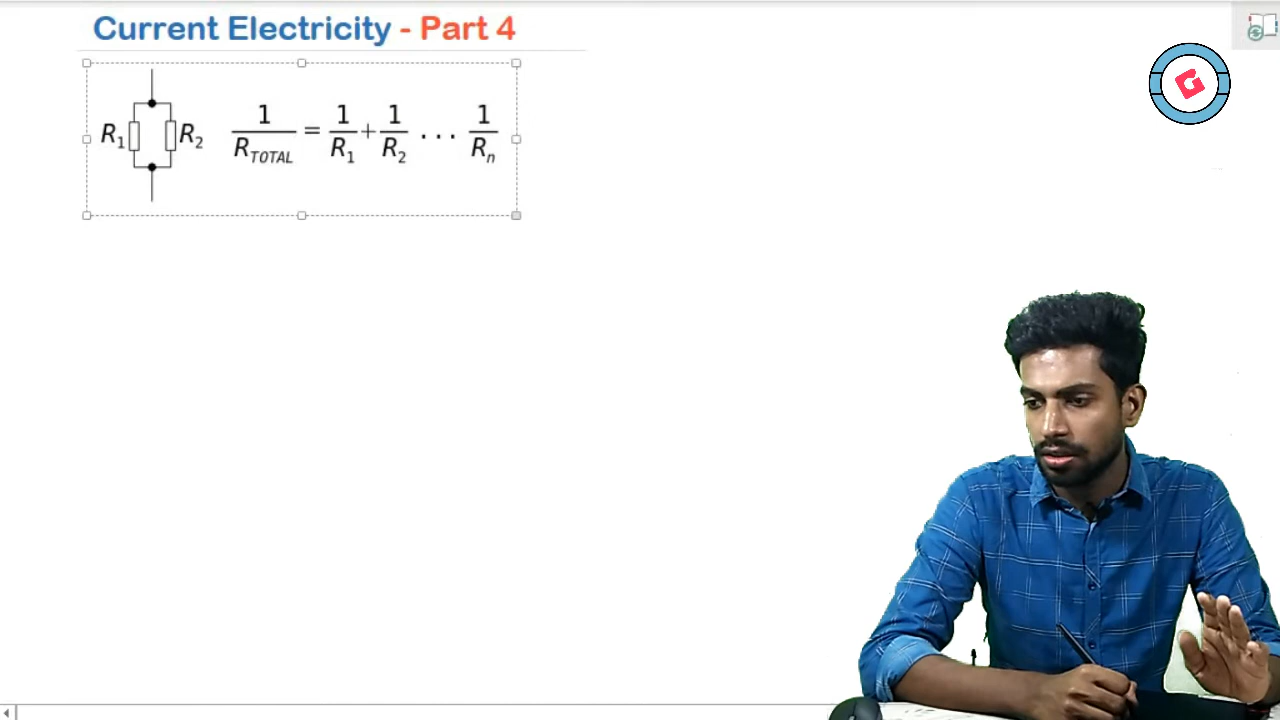 Current Electricity - Part 4
R1 R2 1/R_TOTAL = 1/R1 + 1/R2 ... 1/Rn
G